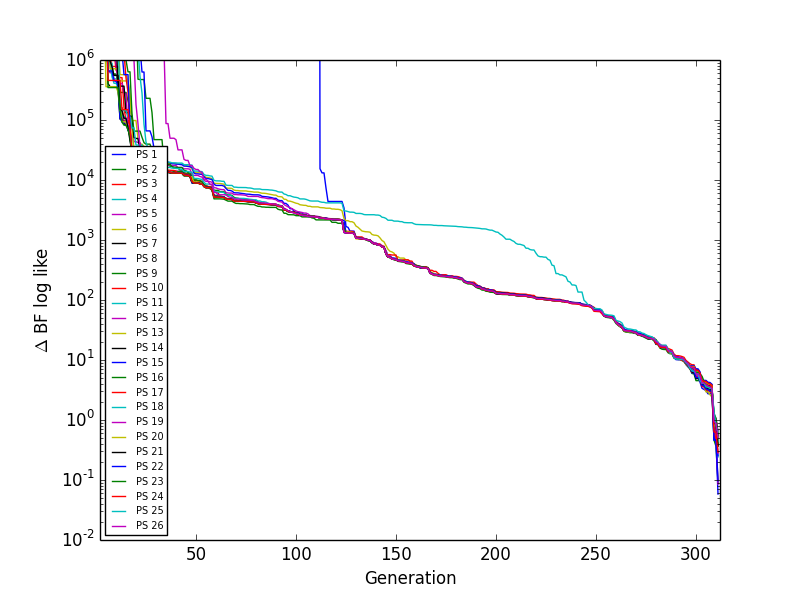 10^6
10^5
10^4
10^3
10^2
10^1
10^0
10^-1
10^-2
Δ BF log like
PS 1
PS 2
PS 3
PS 4
PS 5
PS 6
PS 7
PS 8
PS 9
PS 10
PS 11
PS 12
PS 13
PS 14
PS 15
PS 16
PS 17
PS 18
PS 19
PS 20
PS 21
PS 22
PS 23
PS 24
PS 25
PS 26
50 100 150 200 250 300
Generation